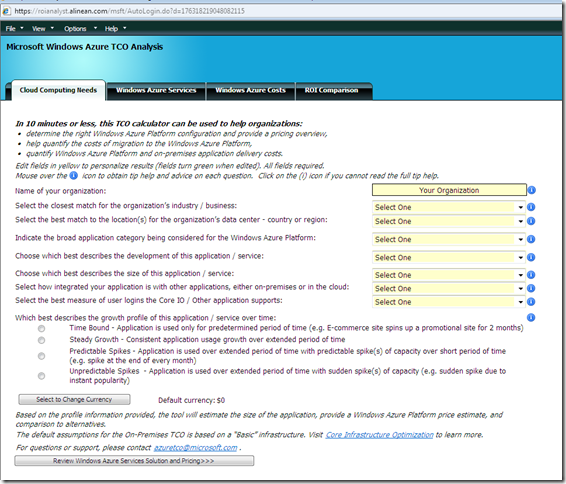 https://roianalyst.alinean.com/msft/AutoLogin.do?d=176318219048082115
File View Options Help
Microsoft Windows Azure TCO Analysis
Cloud Computing Needs Windows Azure Services Windows Azure Costs ROI Comparison
In 10 minutes or less, this TCO calculator can be used to help organizations:
• determine the right Windows Azure Platform configuration and provide a pricing overview,
• help quantify the costs of migration to the Windows Azure Platform,
• quantify Windows Azure Platform and on-premises application delivery costs.
Edit fields in yellow to personalize results (fields turn green when edited). All fields required.
Mouse over the i icon to obtain tip help and advice on each question. Click on the (i) icon if you cannot read the full tip help.
Name of your organization: Your Organization
Select the closest match for the organization's industry / business: Select One
Select the best match to the location(s) for the organization's data center - country or region: Select One
Indicate the broad application category being considered for the Windows Azure Platform: Select One
Choose which best describes the development of this application / service: Select One
Choose which best describes the size of this application / service: Select One
Select how integrated your application is with other applications, either on-premises or in the cloud: Select One
Select the best measure of user logins the Core IO / Other application supports: Select One
Which best describes the growth profile of this application / service over time:
Time Bound - Application is used only for predetermined period of time (e.g. E-commerce site spins up a promotional site for 2 months)
Steady Growth - Consistent application usage growth over extended period of time
Predictable Spikes - Application is used over extended period of time with predictable spike(s) of capacity over short period of time
(e.g. spike at the end of every month)
Unpredictable Spikes - Application is used over extended period of time with sudden spike(s) of capacity (e.g. sudden spike due to
instant popularity)
Select to Change Currency Default currency: $0
Based on the profile information provided, the tool will estimate the size of the application, provide a Windows Azure Platform price estimate, and
comparison to alternatives.
The default assumptions for the On-Premises TCO is based on a "Basic" infrastructure. Visit Core Infrastructure Optimization to learn more.
For questions or support, please contact azuretco@microsoft.com .
Review Windows Azure Services Solution and Pricing>>>